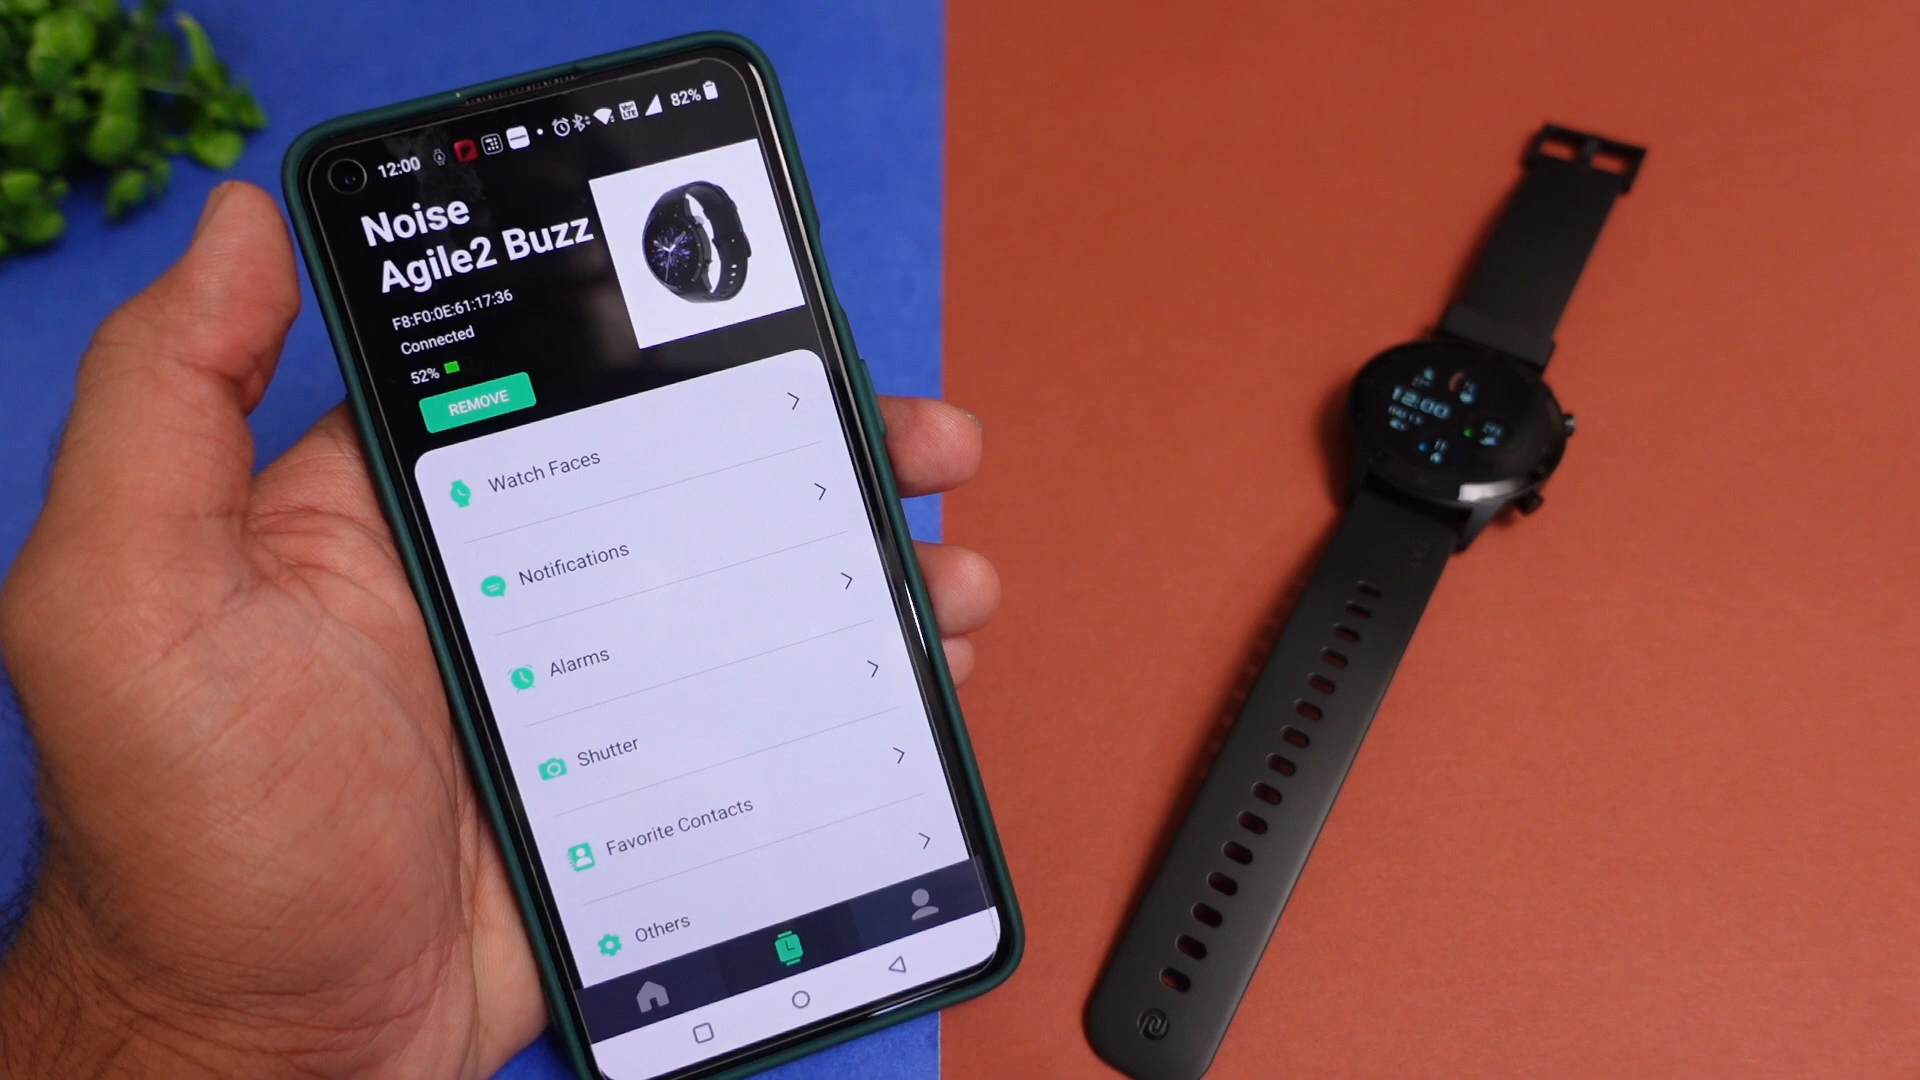 12:00 82%
Noise
Agile2 Buzz
F8:F0:0E:61:17:36
Connected
52%
REMOVE
Watch Faces
Notifications
Alarms
Shutter
Favorite Contacts
Others
12:00